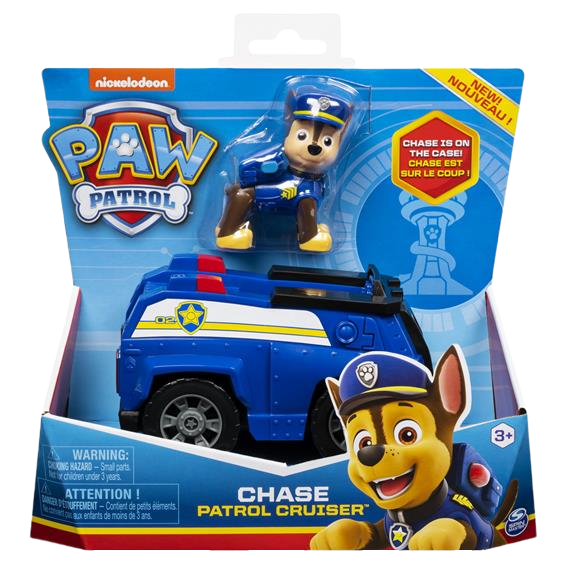 nickelodeon
PAW
PATROL
NEW!
NOUVEAU !
CHASE IS ON
THE CASE!
CHASE EST
SUR LE COUP !
02
WARNING:
CHOKING HAZARD – Small parts.
Not for children under 3 years.
ATTENTION !
DANGER D'ÉTOUFFEMENT – Contient de petits éléments.
Ne convient pas aux enfants de moins de 3 ans.
CHASE
PATROL CRUISER™
3+
SPIN MASTER